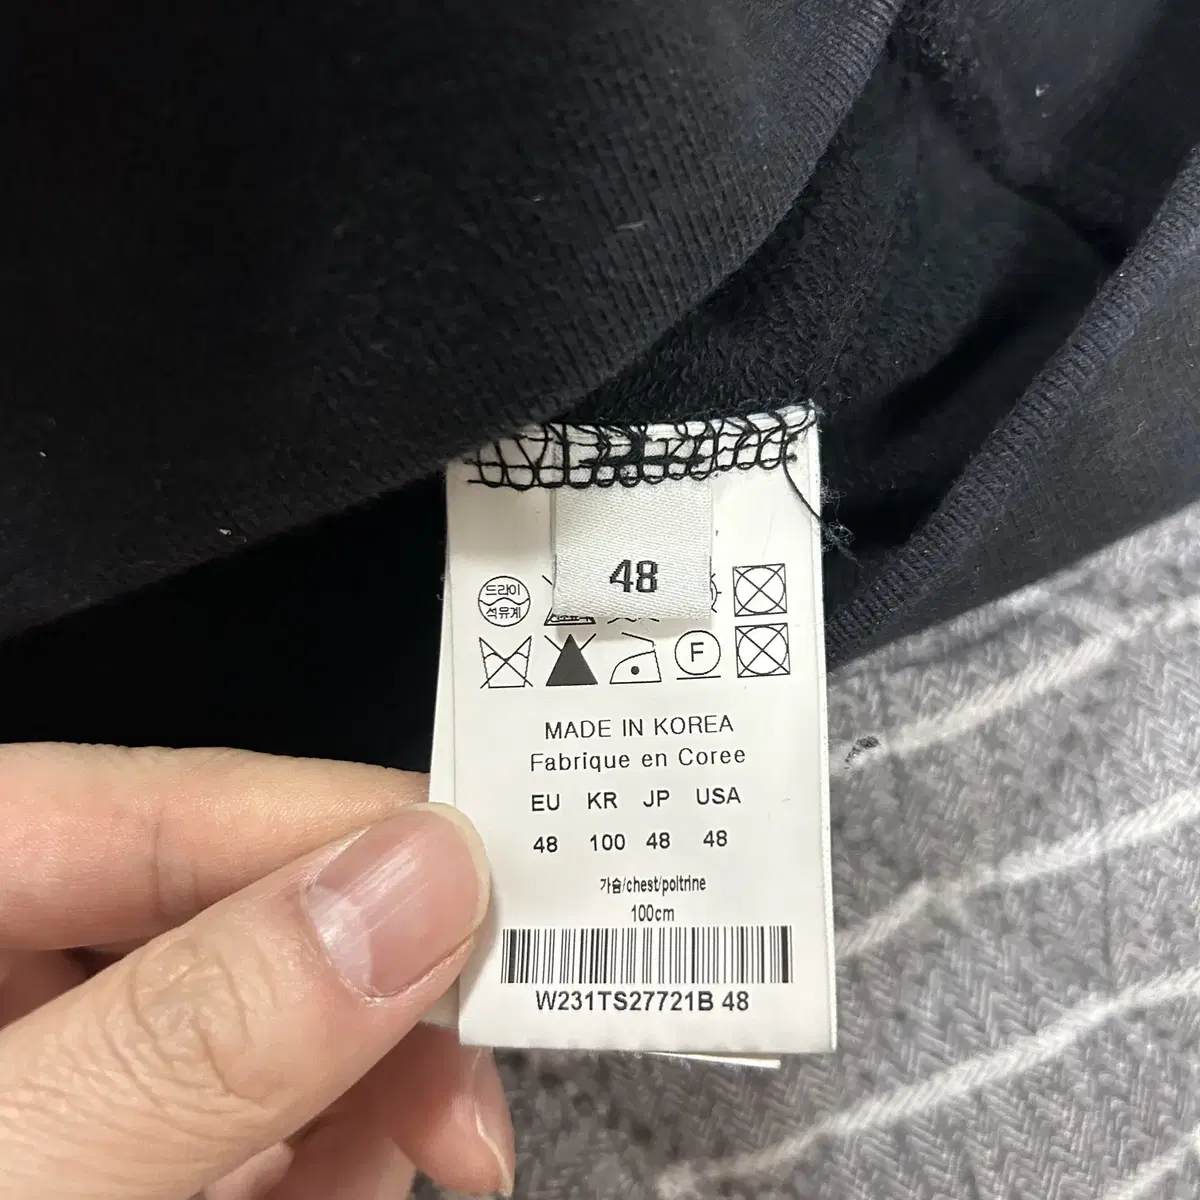 48
드라이
석유계
F
MADE IN KOREA
Fabrique en Coree
EU KR JP USA
48 100 48 48
가슴/chest/poltrine
100cm
W231TS27721B 48